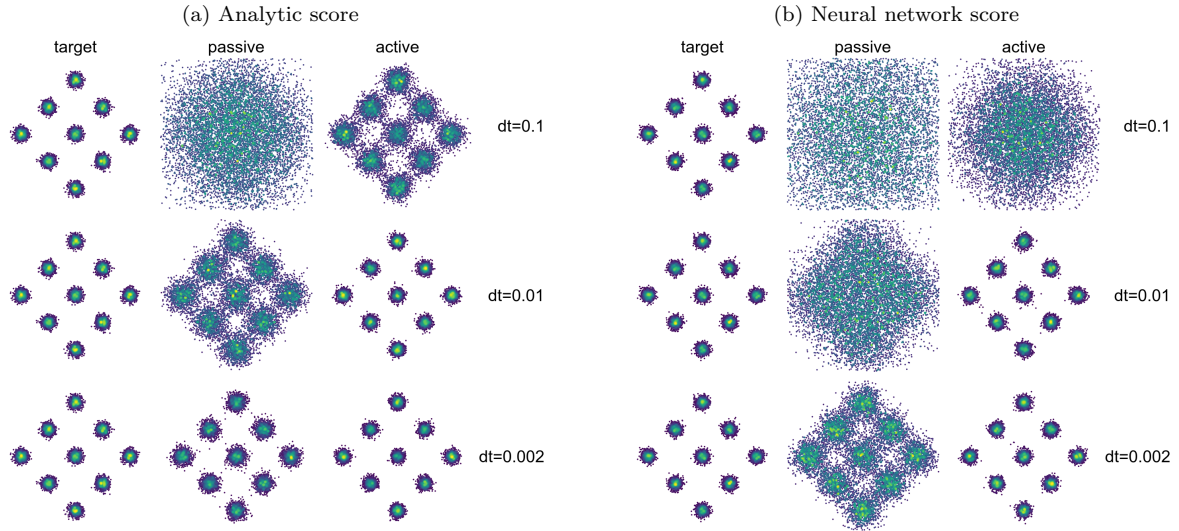 (a) Analytic score
target
passive
active
dt=0.1
dt=0.01
dt=0.002
(b) Neural network score
target
passive
active
dt=0.1
dt=0.01
dt=0.002